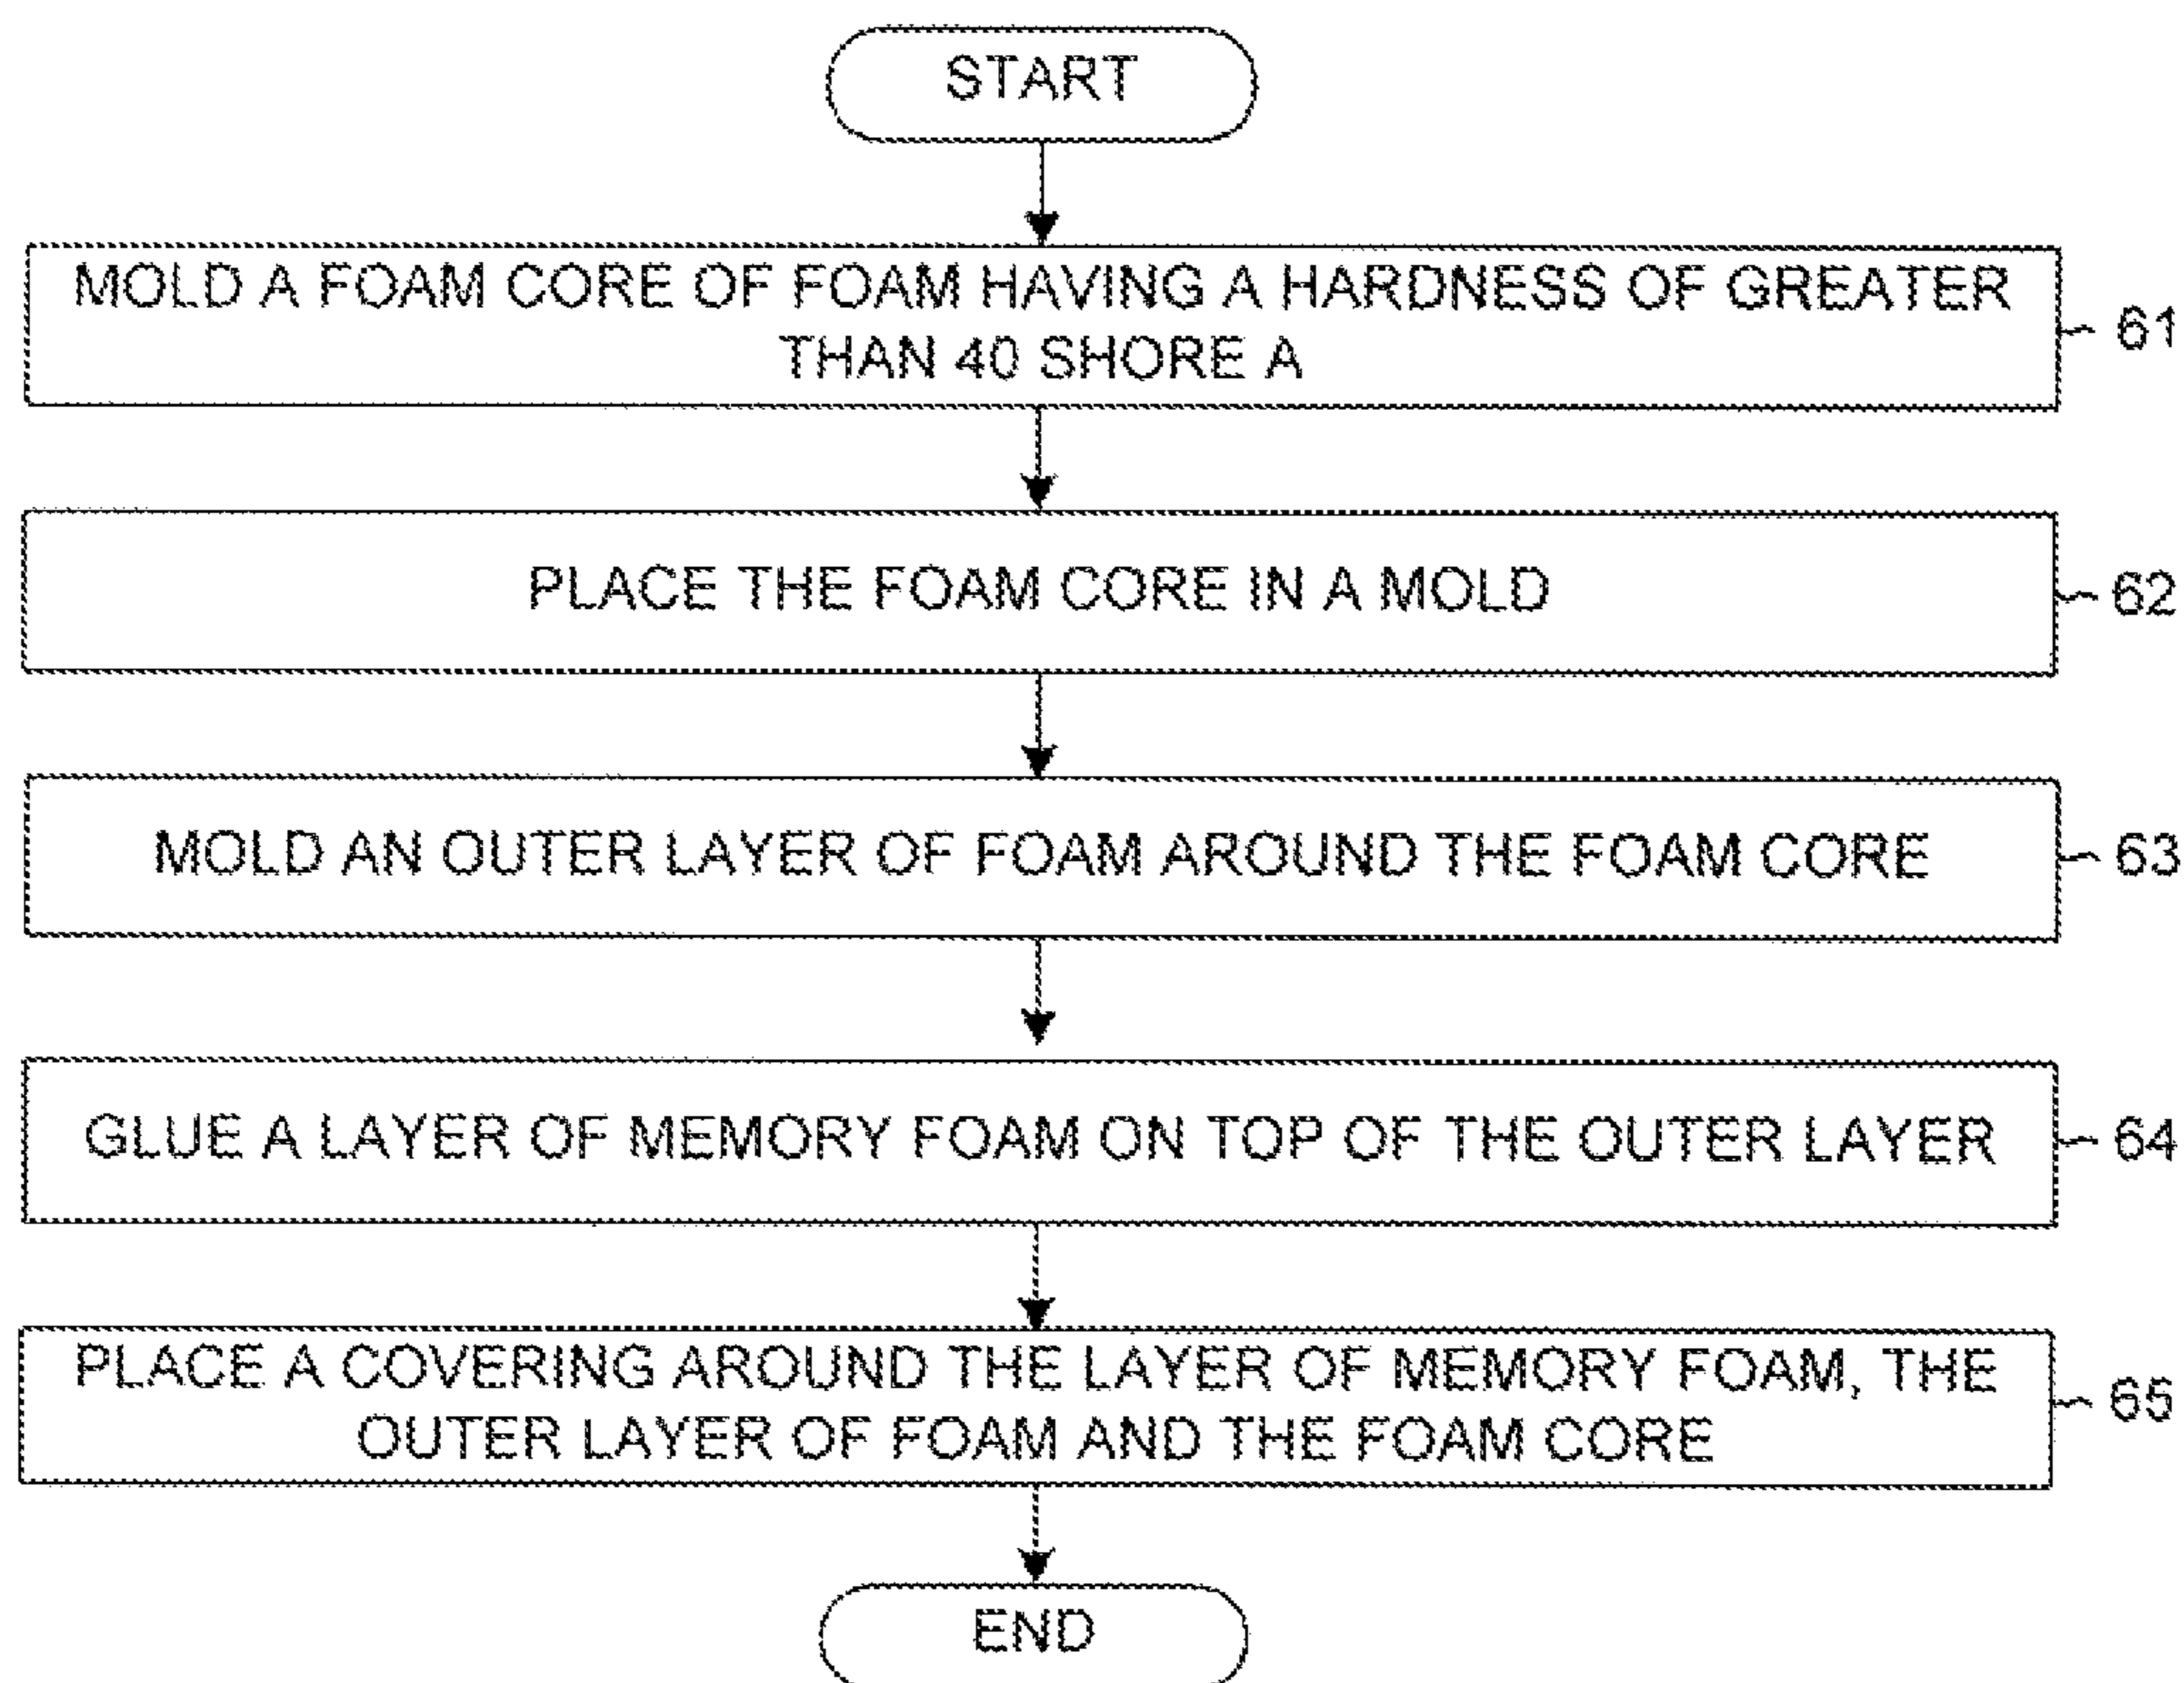 START
MOLD A FOAM CORE OF FOAM HAVING A HARDNESS OF GREATER
THAN 40 SHORE A
61
PLACE THE FOAM CORE IN A MOLD
62
MOLD AN OUTER LAYER OF FOAM AROUND THE FOAM CORE
63
GLUE A LAYER OF MEMORY FOAM ON TOP OF THE OUTER LAYER
64
PLACE A COVERING AROUND THE LAYER OF MEMORY FOAM, THE
OUTER LAYER OF FOAM AND THE FOAM CORE
65
END